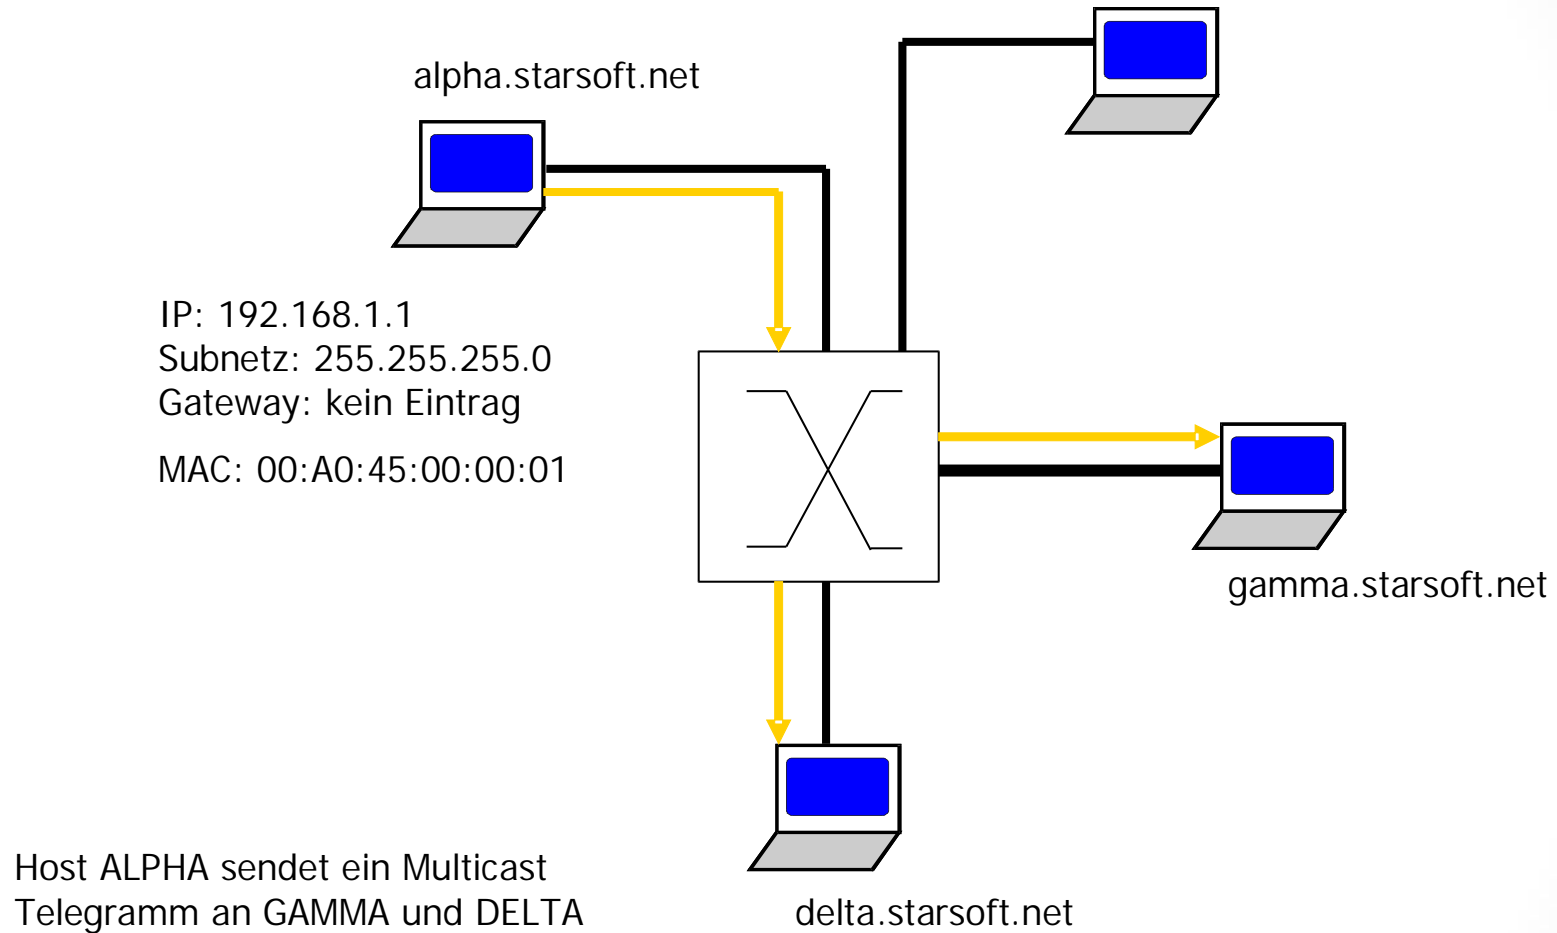 alpha.starsoft.net
IP: 192.168.1.1
Subnetz: 255.255.255.0
Gateway: kein Eintrag
MAC: 00:A0:45:00:00:01
gamma.starsoft.net
Host ALPHA sendet ein Multicast
Telegramm an GAMMA und DELTA
delta.starsoft.net